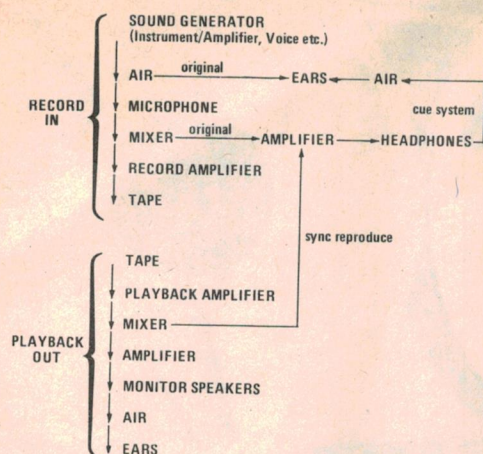 SOUND GENERATOR
(Instrument/Amplifier, Voice etc.)
AIR original EARS AIR
RECORD IN
MICROPHONE
cue system
MIXER original AMPLIFIER HEADPHONES
RECORD AMPLIFIER
TAPE
sync reproduce
TAPE
PLAYBACK AMPLIFIER
MIXER
PLAYBACK OUT
AMPLIFIER
MONITOR SPEAKERS
AIR
EARS